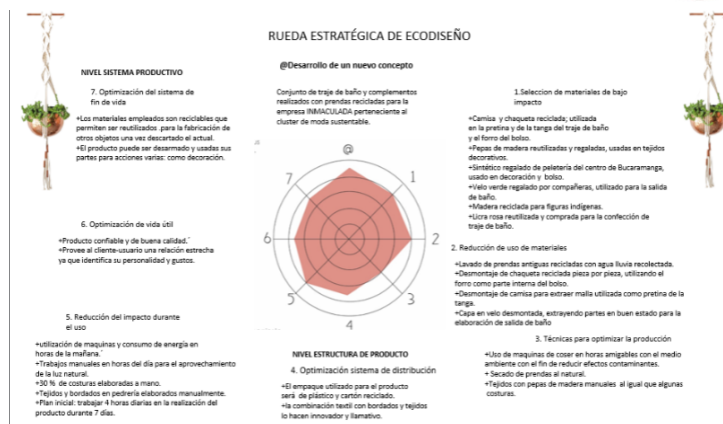 RUEDA ESTRATÉGICA DE ECODISEÑO
@Desarrollo de un nuevo concepto
Conjunto de traje de baño y complementos
realizados con prendas recicladas para la
empresa INMACULADA perteneciente al
cluster de moda sustentable.
NIVEL SISTEMA PRODUCTIVO
7. Optimización del sistema de
fin de vida
+Los materiales empleados son reciclables que
permiten ser reutilizados .para la fabricación de
otros objetos una vez descartado el actual.
+El producto puede ser desarmado y usadas sus
partes para acciones varias: como decoración.
6. Optimización de vida útil
+Producto confiable y de buena calidad.
+Provee al cliente-usuario una relación estrecha
ya que identifica su personalidad y gustos.
5. Reducción del impacto durante
el uso
+utilización de maquinas y consumo de energía en
horas de la mañana.
+Trabajos manuales en horas del día para el aprovechamiento
de la luz natural.
+30 % de costuras elaboradas a mano.
+Tejidos y bordados en pedrería elaborados manualmente.
+Plan inicial: trabajar 4 horas diarias en la realización del
producto durante 7 días.
@
1
2
3
4
5
6
7
NIVEL ESTRUCTURA DE PRODUCTO
4. Optimización sistema de distribución
+El empaque utilizado para el producto
será de plástico y cartón reciclado.
+la combinación textil con bordados y tejidos
lo hacen innovador y llamativo.
1.Seleccion de materiales de bajo
impacto
+Camisa y chaqueta reciclada; utilizada
en la pretina y de la tanga del traje de baño
y el forro del bolso.
+Pepas de madera reutilizadas y regaladas, usadas en tejidos
decorativos.
+Sintético regalado de peletería del centro de Bucaramanga,
usado en decoración y bolso.
+Velo verde regalado por compañeras, utilizado para la salida
de baño.
+Madera reciclada para figuras indígenas.
+Licra rosa reutilizada y comprada para la confección de
traje de baño.
2. Reducción de uso de materiales
+Lavado de prendas antiguas recicladas con agua lluvia recolectada.
+Desmontaje de chaqueta reciclada pieza por pieza, utilizando el
forro como parte interna del bolso.
+Desmontaje de camisa para extraer malla utilizada como pretina de la
tanga.
+Capa en velo desmontada, extrayendo partes en buen estado para la
elaboración de salida de baño
3. Técnicas para optimizar la producción
+Uso de maquinas de coser en horas amigables con el medio
ambiente con el fin de reducir efectos contaminantes.
+ Secado de prendas al natural.
+Tejidos con pepas de madera manuales al igual que algunas
costuras.